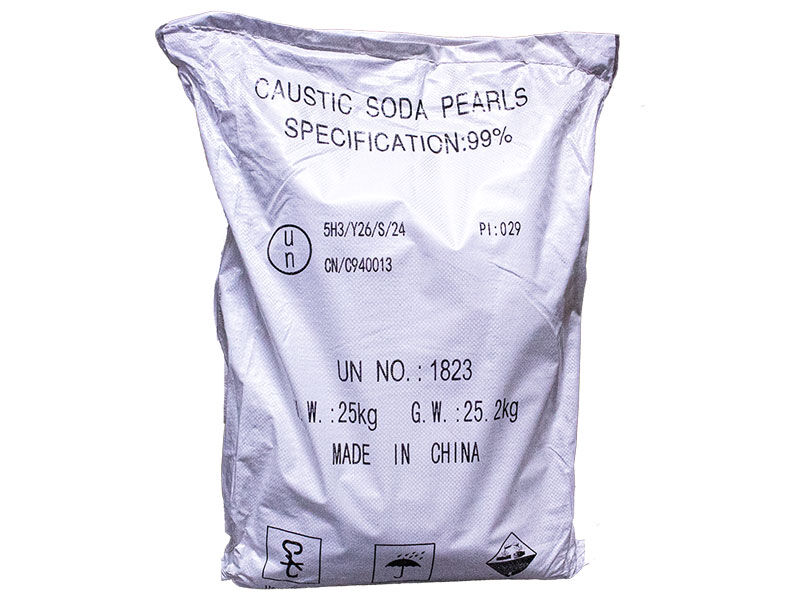 CAUSTIC SODA PEARLS
SPECIFICATION:99%
un
5H3/Y26/S/24 PI:029
CN/C940013
UN NO.: 1823
.W.:25kg G.W.:25.2kg
MADE IN CHINA